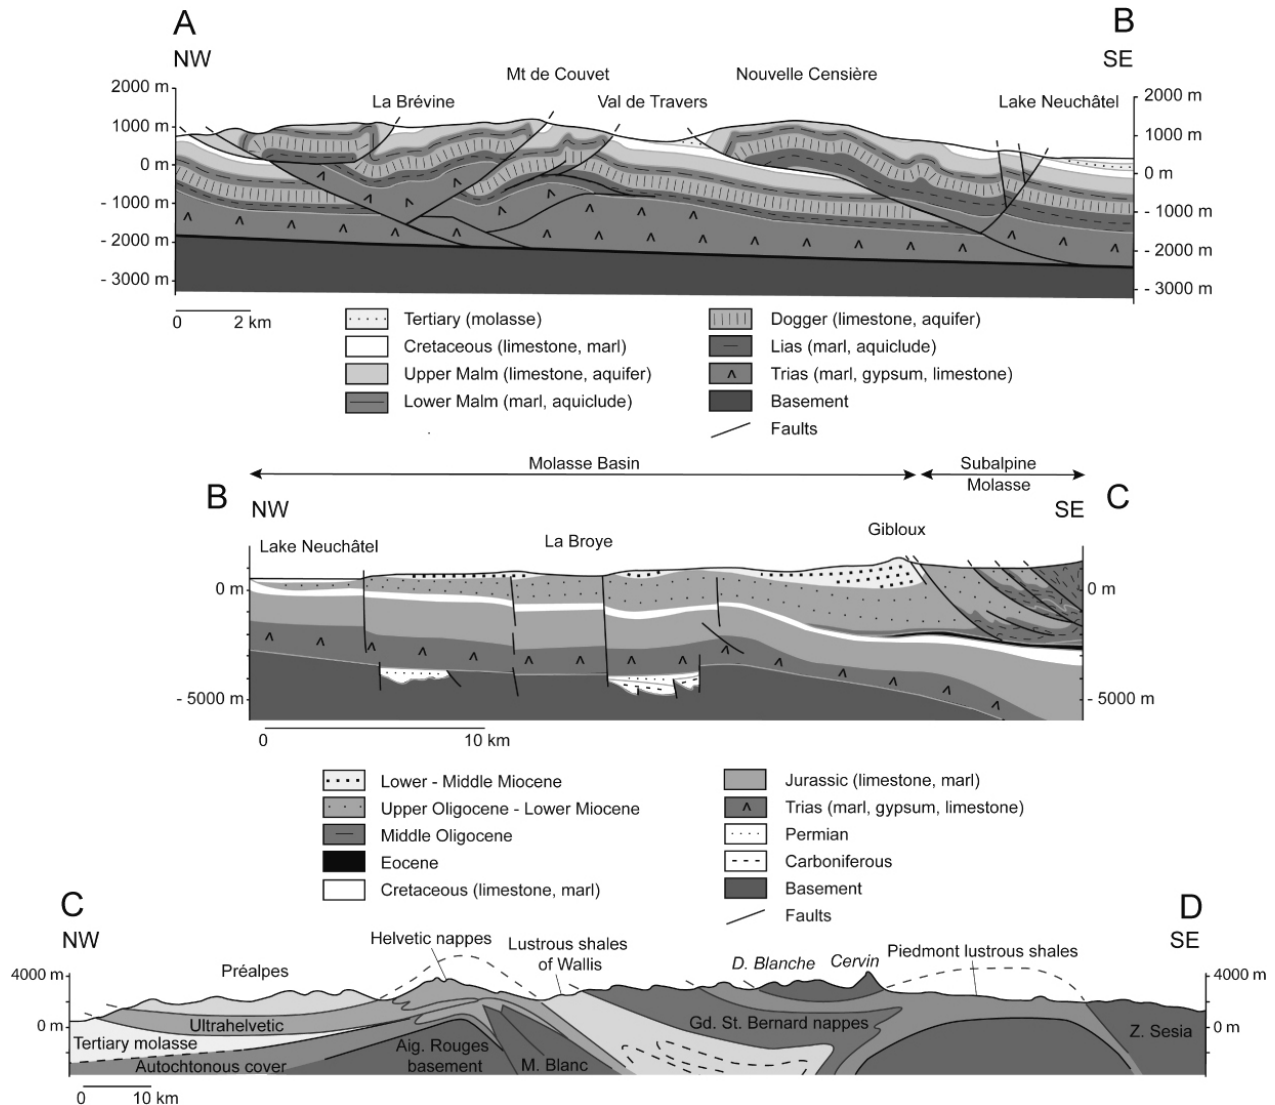 A
B
NW
SE
Mt de Couvet
Nouvelle Censière
La Brévine
Val de Travers
Lake Neuchâtel
2000 m
1000 m
0 m
- 1000 m
- 2000 m
- 3000 m
2000 m
1000 m
0 m
- 1000 m
- 2000 m
- 3000 m
0 2 km
Tertiary (molasse)
Cretaceous (limestone, marl)
Upper Malm (limestone, aquifer)
Lower Malm (marl, aquiclude)
Dogger (limestone, aquifer)
Lias (marl, aquiclude)
Trias (marl, gypsum, limestone)
Basement
Faults
Molasse Basin
Subalpine
Molasse
B
NW
SE
C
Lake Neuchâtel
La Broye
Gibloux
0 m
- 5000 m
0 m
- 5000 m
0 10 km
Lower - Middle Miocene
Upper Oligocene - Lower Miocene
Middle Oligocene
Eocene
Cretaceous (limestone, marl)
Jurassic (limestone, marl)
Trias (marl, gypsum, limestone)
Permian
Carboniferous
Basement
Faults
C
NW
D
SE
Helvetic nappes
Lustrous shales
of Wallis
Préalpes
D. Blanche
Cervin
Piedmont lustrous shales
4000 m
0 m
4000 m
0 m
Ultrahelvetic
Tertiary molasse
Autochtonous cover
Aig. Rouges
basement
M. Blanc
Gd. St. Bernard nappes
Z. Sesia
0 10 km